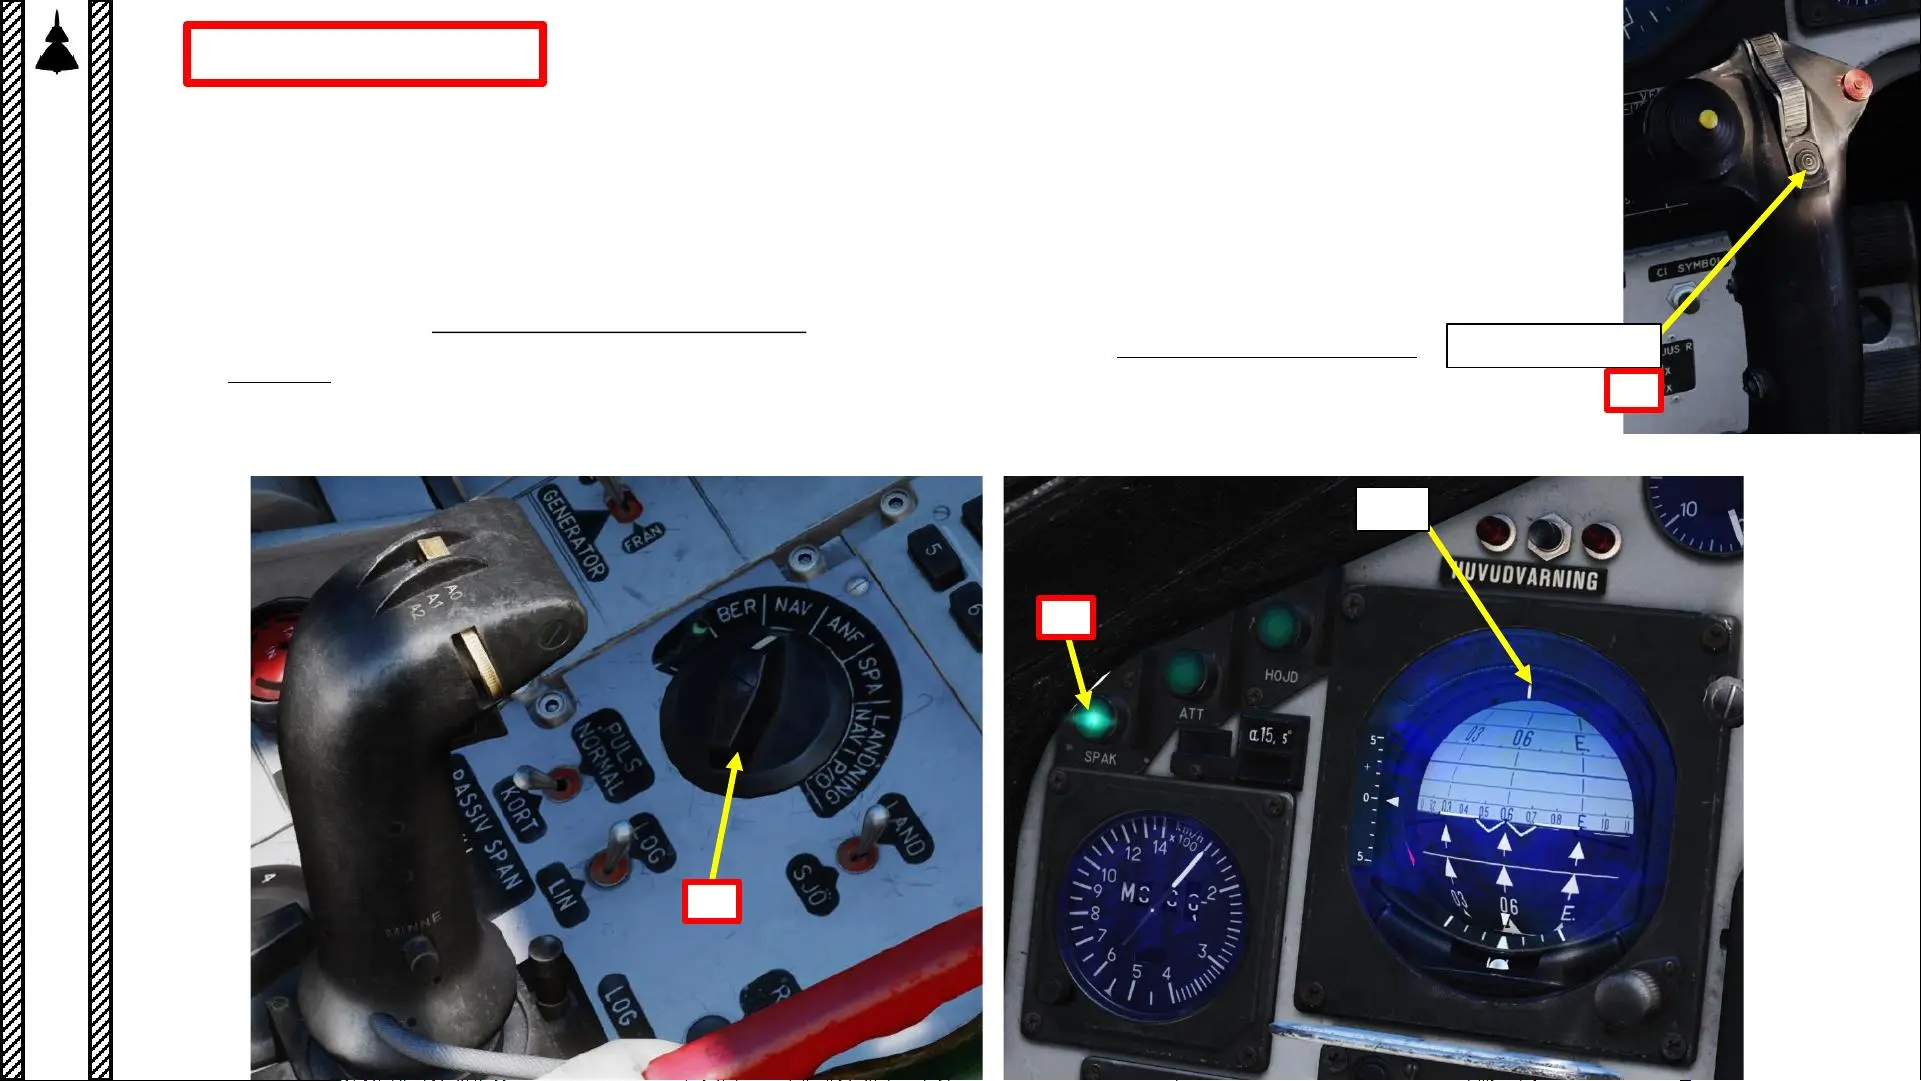 CI SYMBOL
JUS R
X
X
GENERATOR
FRÅN
5
6
BER
NAV
ANF
SPA
LANDNING
NAV
P/O
A0
A1
A2
PULS
NORMAL
KORT
PASSIV SPAN
LOG
LIN
LAND
SJÖ
MINNE
LOG
R
A
10
HUVUDVARNING
HOJD
ATT
SPAK
α15,5°
km/h
×100
14
12
10
9
8
7
6
5
4
3
2
M
5
+
0
5
03 06 E.
03 04 05 06 07 08 E 10 11
03 06 E.